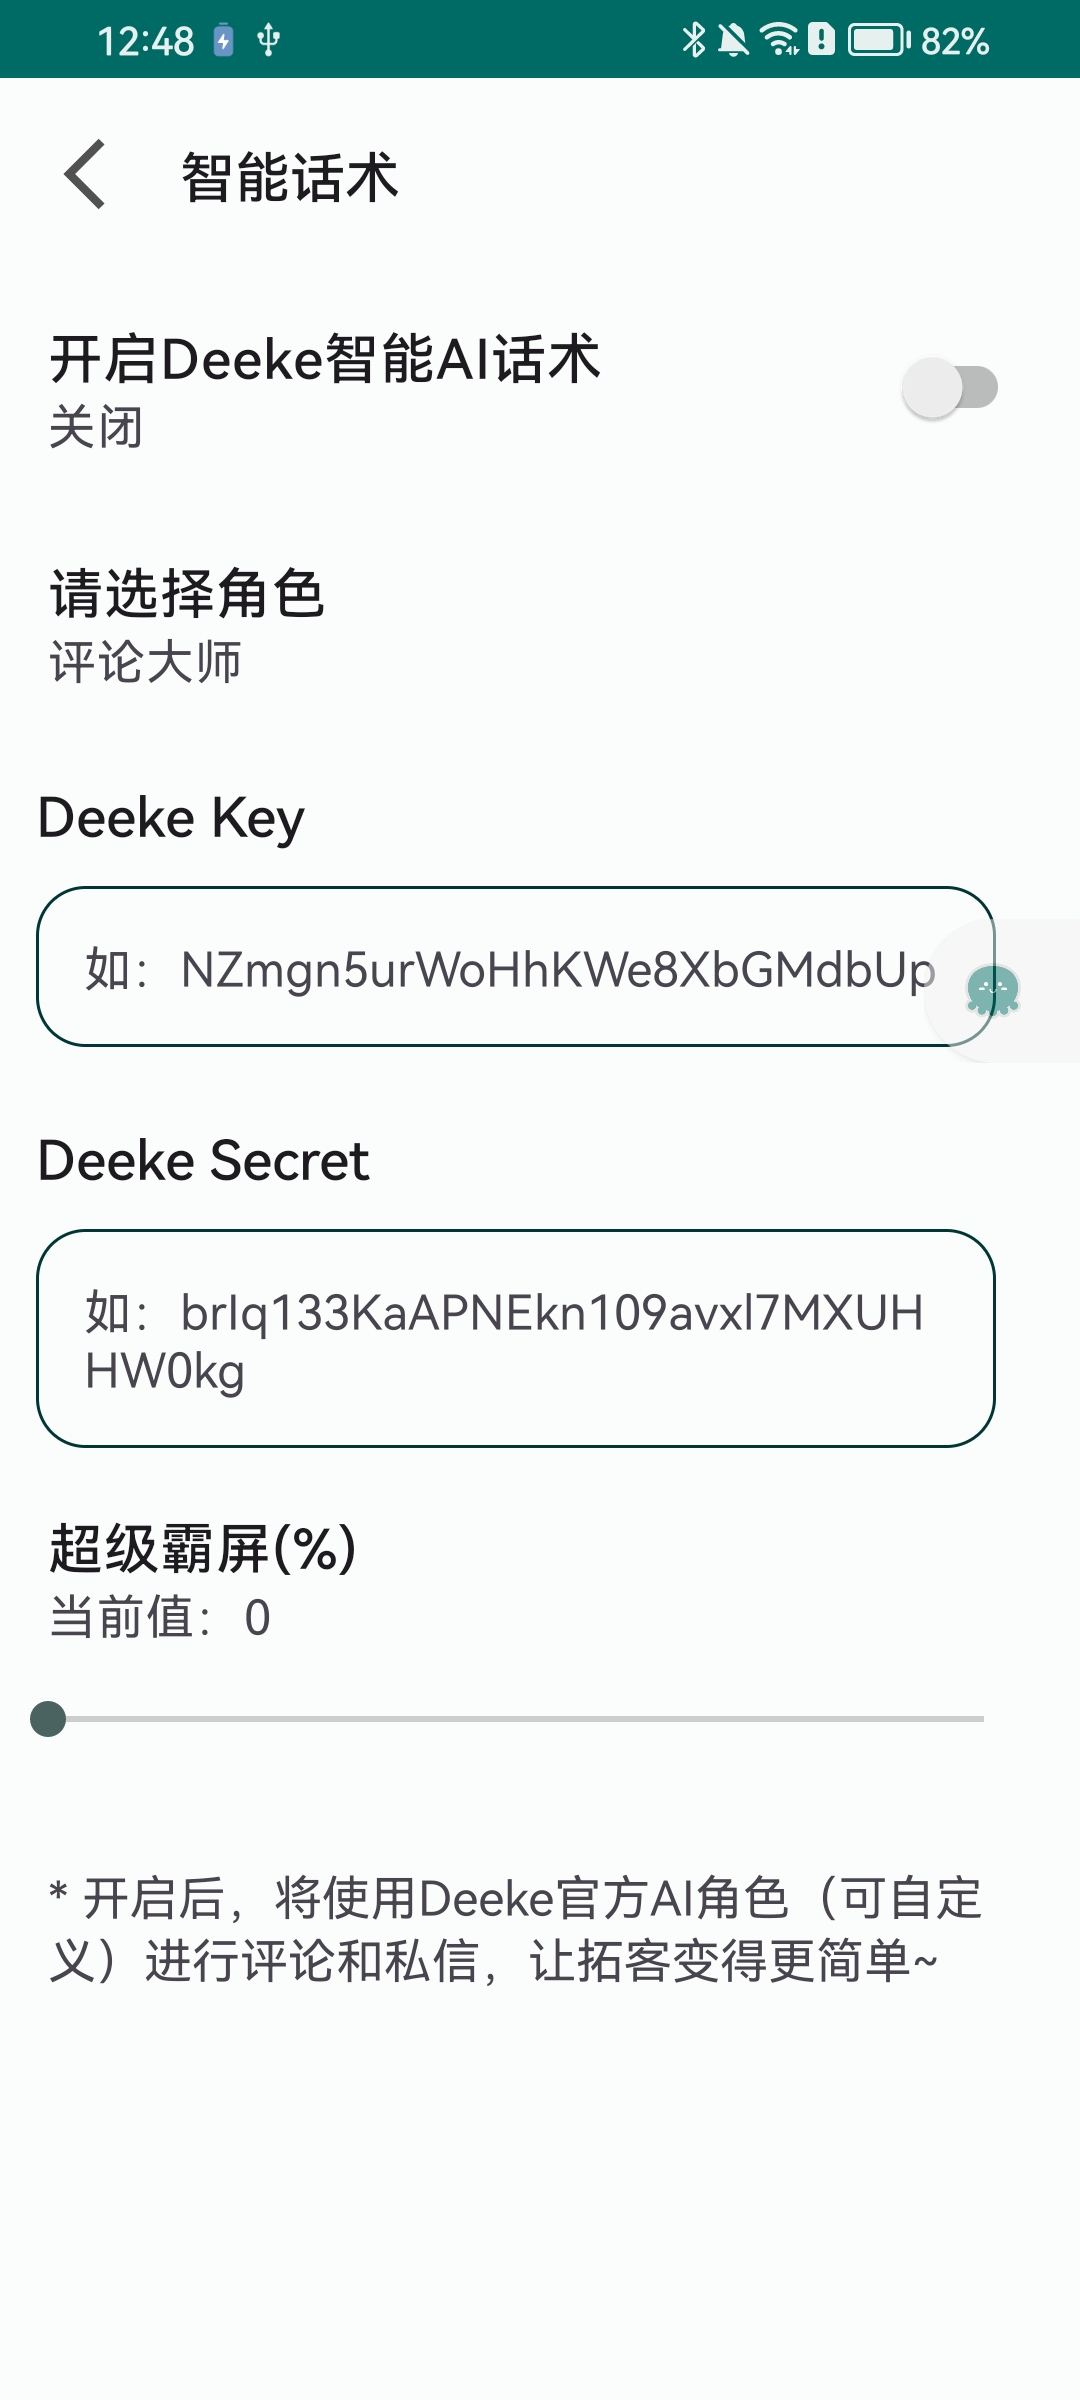 12:48
82%
智能话术
开启Deeke智能AI话术
关闭
请选择角色
评论大师
Deeke Key
如：NZmgn5urWoHhKWe8XbGMdbUp
Deeke Secret
如：brIq133KaAPNEkn109avxl7MXUH
HW0kg
超级霸屏(%)
当前值：0
* 开启后，将使用Deeke官方AI角色（可自定
义）进行评论和私信，让拓客变得更简单~